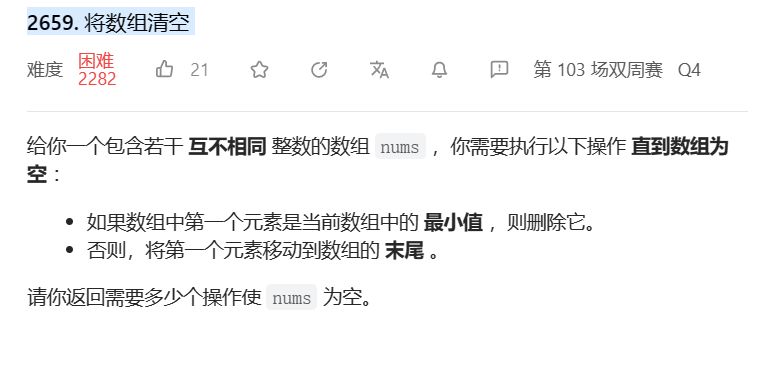 2659. 将数组清空
难度 困难 2282 21 第 103 场双周赛 Q4
给你一个包含若干 互不相同 整数的数组 nums ，你需要执行以下操作 直到数组为
空 ：
如果数组中第一个元素是当前数组中的 最小值 ，则删除它。
否则，将第一个元素移动到数组的 末尾 。
请你返回需要多少个操作使 nums 为空。